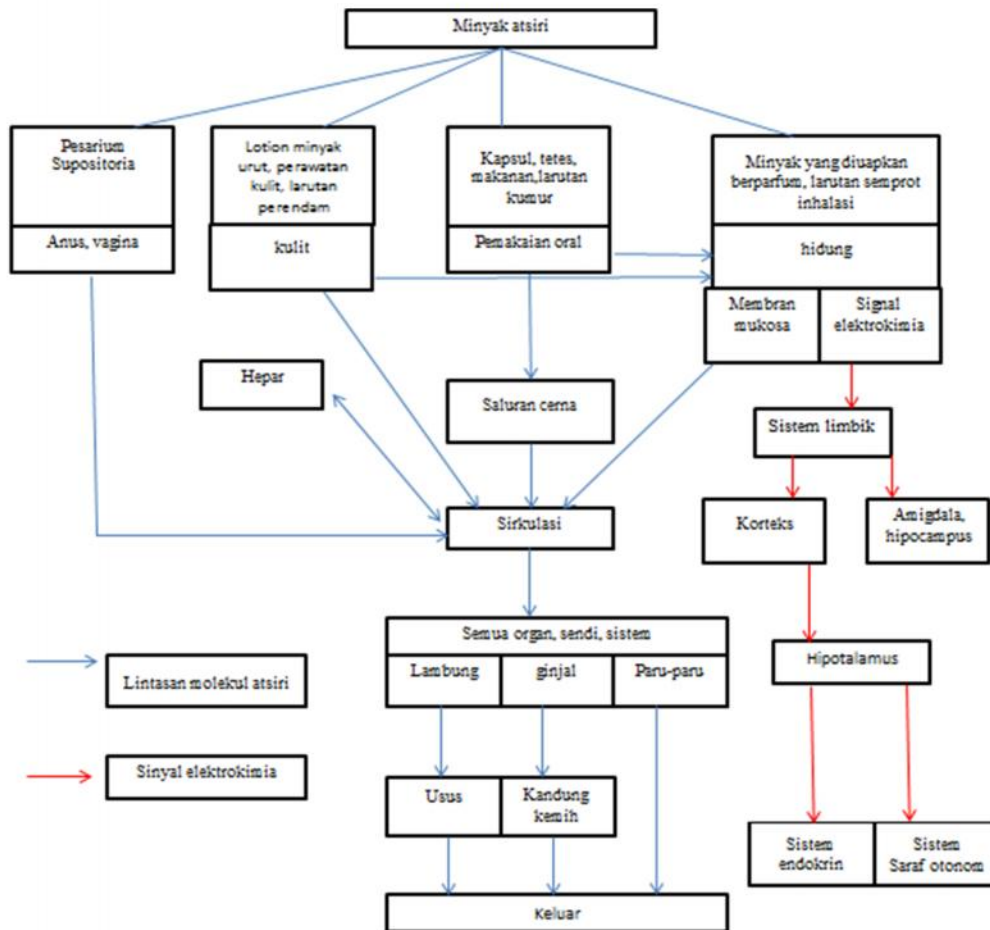 Minyak atsiri
Pesarium
Supositoria
Anus, vagina
Lotion minyak
urut, perawatan
kulit, larutan
perendam
kulit
Kapsul, tetes,
makanan,larutan
kumur
Pemakaian oral
Minyak yang diuapkan
berparfum, larutan semprot
inhalasi
hidung
Membran
mukosa
Signal
elektrokimia
Hepar
Saluran cerna
Sistem limbik
Sirkulasi
Korteks
Amigdala,
hipocampus
Semua organ, sendi, sistem
Lambung
ginjal
Paru-paru
Hipotalamus
Lintasan molekul atsiri
Sinyal elektrokimia
Usus
Kandung
kemih
Sistem
endokrin
Sistem
Saraf otonom
Keluar